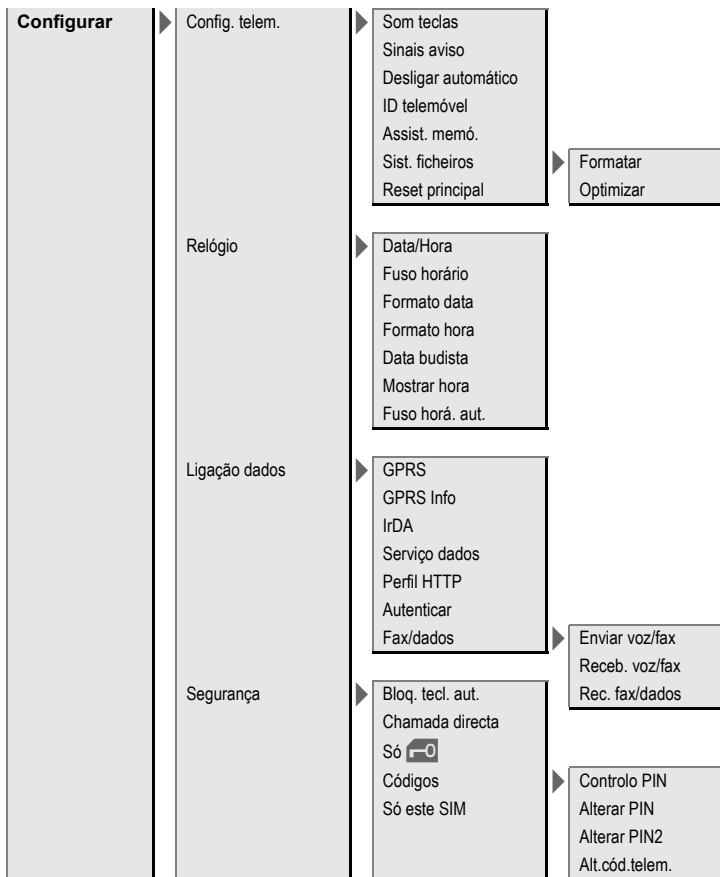 Configurar
Config. telem.
Som teclas
Sinais aviso
Desligar automático
ID telemóvel
Assist. memó.
Sist. ficheiros
Formatar
Optimizar
Reset principal
Relógio
Data/Hora
Fuso horário
Formato data
Formato hora
Data budista
Mostrar hora
Fuso horá. aut.
Ligação dados
GPRS
GPRS Info
IrDA
Serviço dados
Perfil HTTP
Autenticar
Fax/dados
Enviar voz/fax
Receb. voz/fax
Rec. fax/dados
Segurança
Bloq. tecl. aut.
Chamada directa
Só
Códigos
Controlo PIN
Alterar PIN
Alterar PIN2
Alt.cód.telem.
Só este SIM